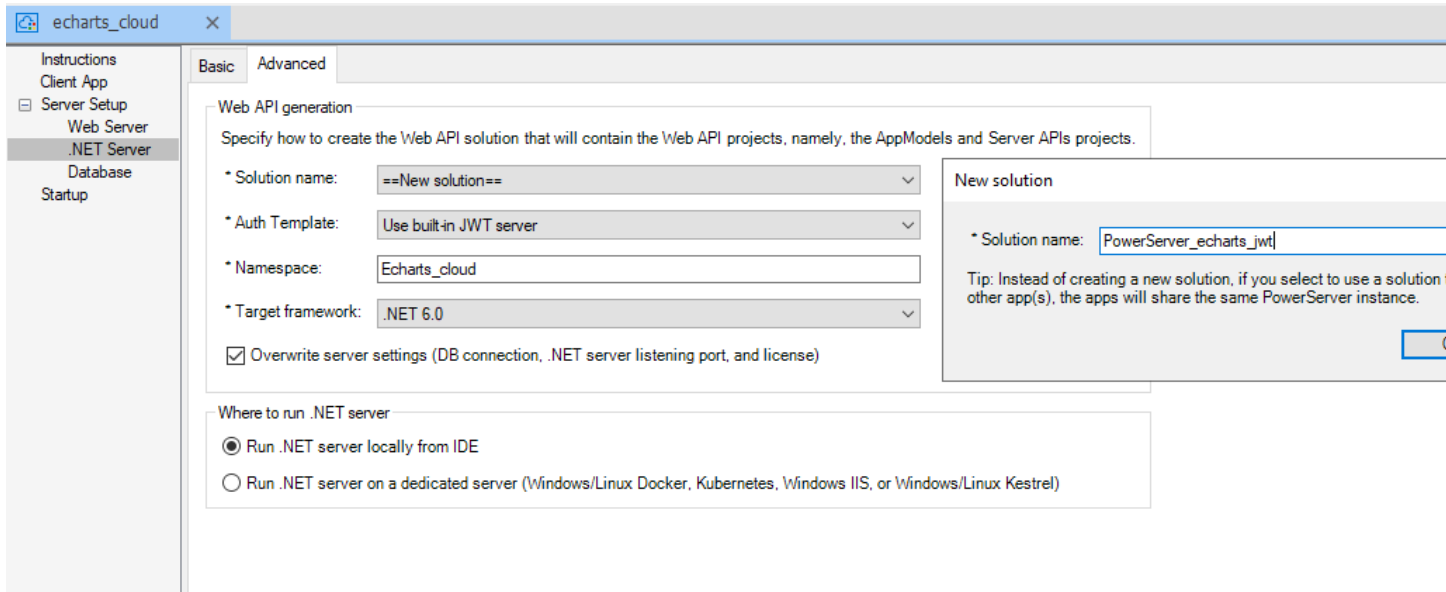 echarts_cloud
Instructions
Client App
Server Setup
Web Server
.NET Server
Database
Startup
Basic
Advanced
Web API generation
Specify how to create the Web API solution that will contain the Web API projects, namely, the AppModels and Server APIs projects.
* Solution name:
==New solution==
* Auth Template:
Use built-in JWT server
* Namespace:
Echarts_cloud
* Target framework:
.NET 6.0
Overwrite server settings (DB connection, .NET server listening port, and license)
Where to run .NET server
Run .NET server locally from IDE
Run .NET server on a dedicated server (Windows/Linux Docker, Kubernetes, Windows IIS, or Windows/Linux Kestrel)
New solution
* Solution name:
PowerServer_echarts_jwt
Tip: Instead of creating a new solution, if you select to use a solution
other app(s), the apps will share the same PowerServer instance.